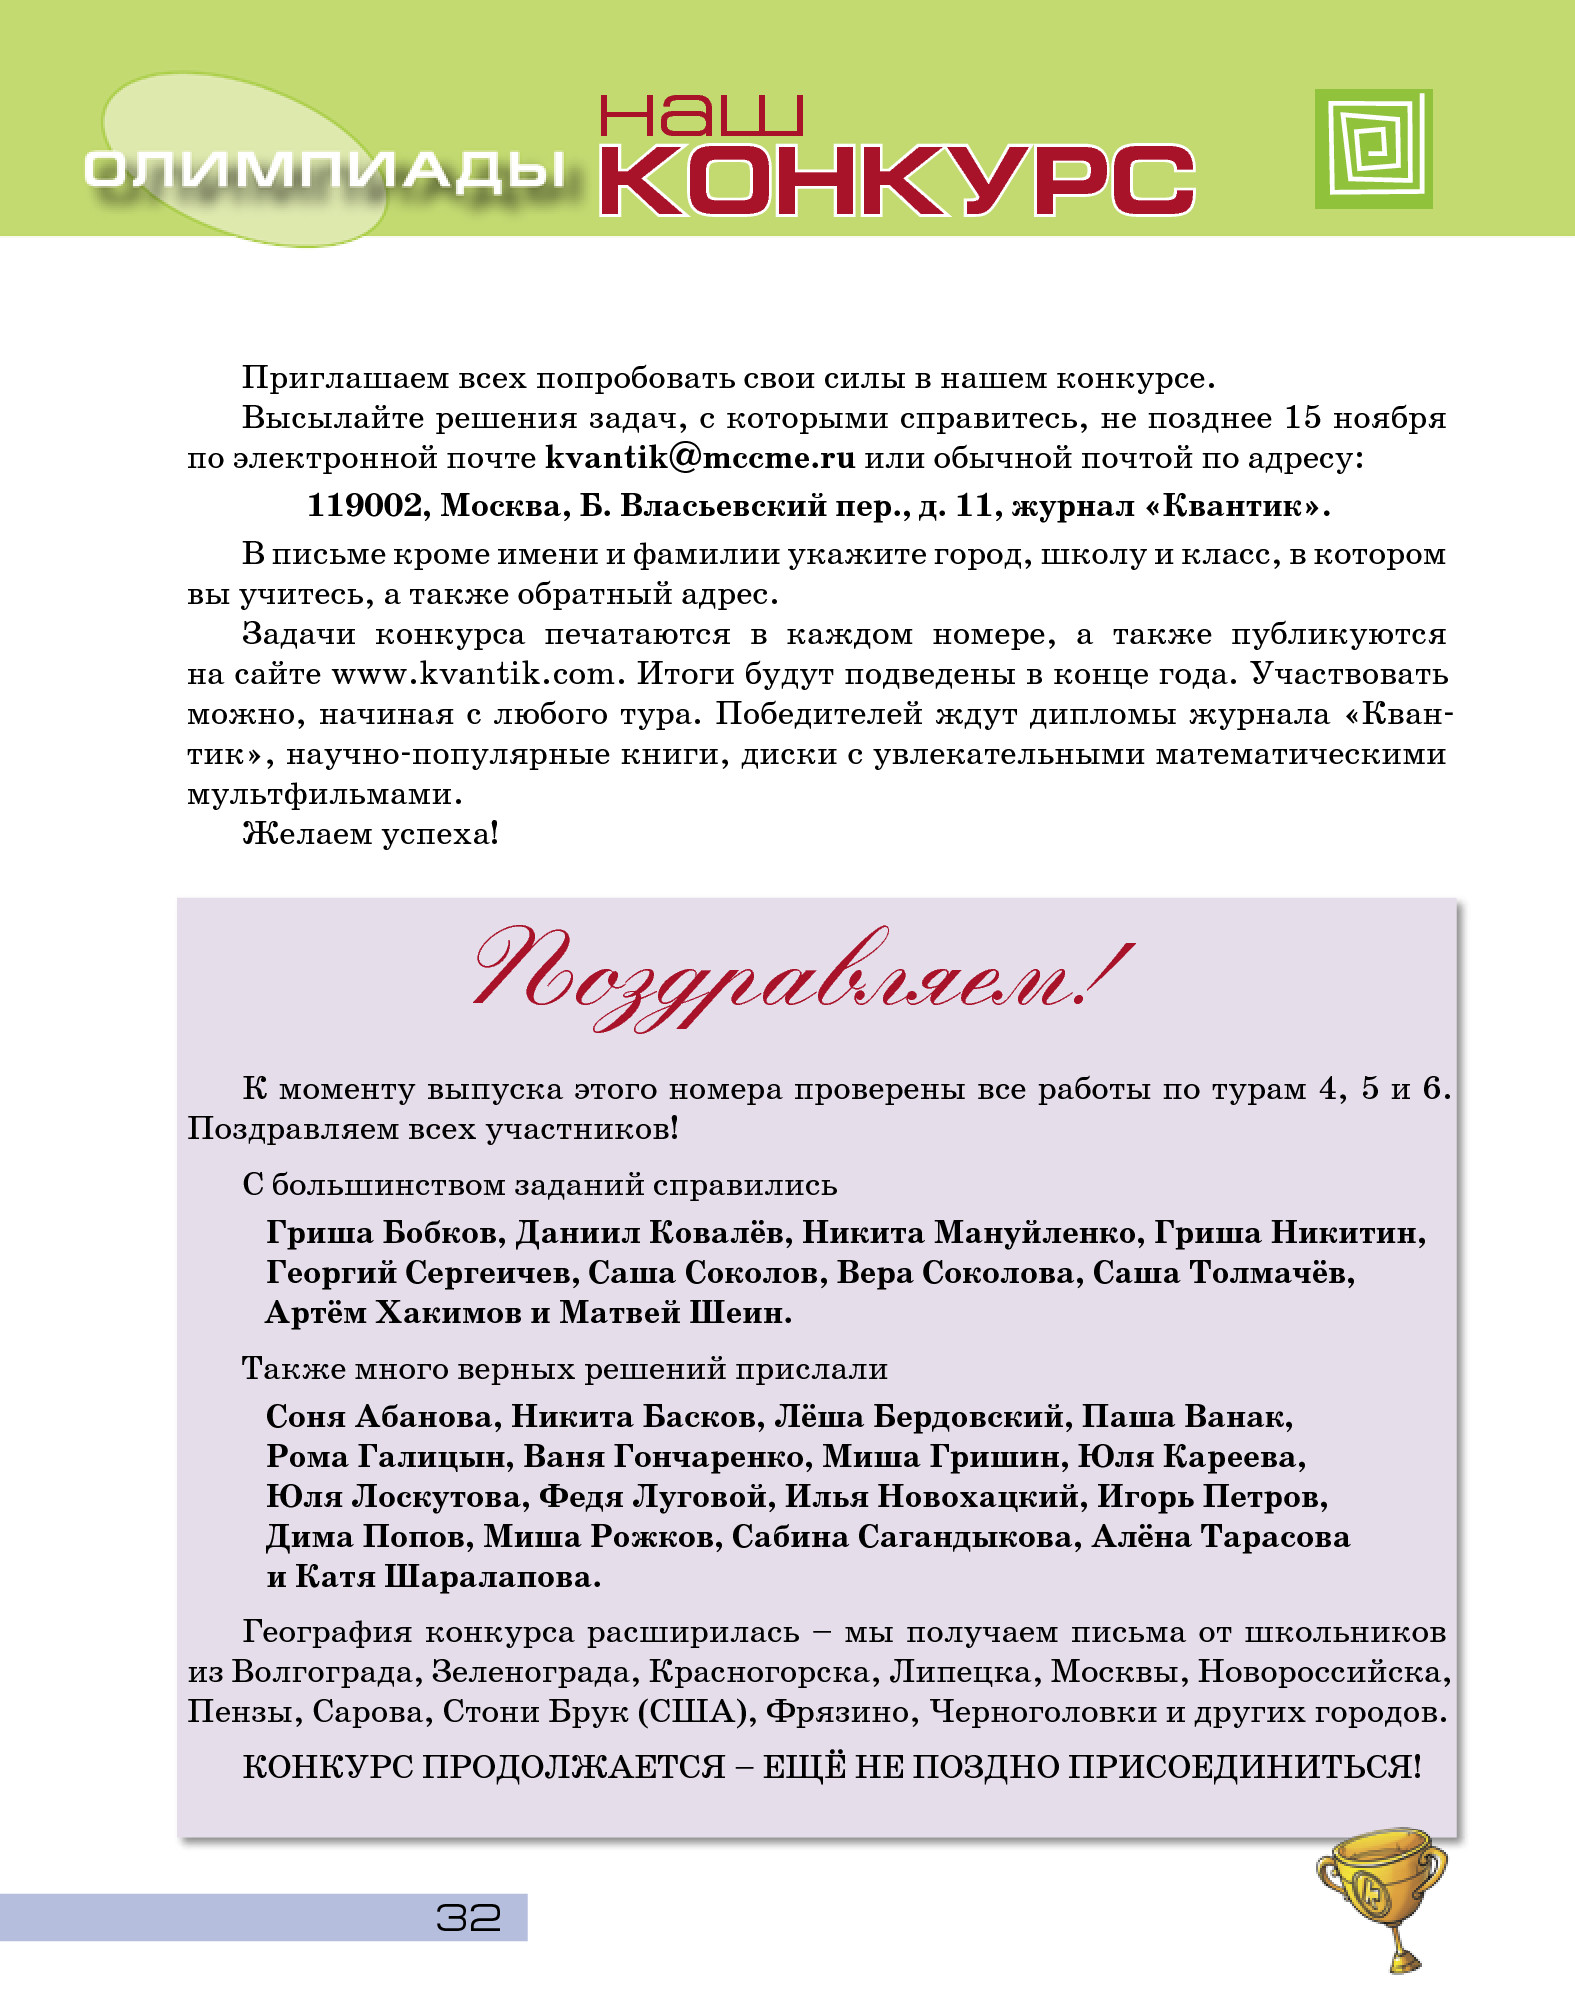 ОЛИМПИАДЫ
наш
КОНКУРС
Приглашаем всех попробовать свои силы в нашем конкурсе.
Высылайте решения задач, с которыми справитесь, не позднее 15 ноября
по электронной почте kvantik@mccme.ru или обычной почтой по адресу:
119002, Москва, Б. Власьевский пер., д. 11, журнал «Квантик».
В письме кроме имени и фамилии укажите город, школу и класс, в котором
вы учитесь, а также обратный адрес.
Задачи конкурса печатаются в каждом номере, а также публикуются
на сайте www.kvantik.com. Итоги будут подведены в конце года. Участвовать
можно, начиная с любого тура. Победителей ждут дипломы журнала «Кван-
тик», научно-популярные книги, диски с увлекательными математическими
мультфильмами.
Желаем успеха!
Поздравляем!
К моменту выпуска этого номера проверены все работы по турам 4, 5 и 6.
Поздравляем всех участников!
С большинством заданий справились
Гриша Бобков, Даниил Ковалёв, Никита Мануйленко, Гриша Никитин,
Георгий Сергеичев, Саша Соколов, Вера Соколова, Саша Толмачёв,
Артём Хакимов и Матвей Шеин.
Также много верных решений прислали
Соня Абанова, Никита Басков, Лёша Бердовский, Паша Ванак,
Рома Галицын, Ваня Гончаренко, Миша Гришин, Юля Кареева,
Юля Лоскутова, Федя Луговой, Илья Новохацкий, Игорь Петров,
Дима Попов, Миша Рожков, Сабина Сагандыкова, Алёна Тарасова
и Катя Шаралапова.
География конкурса расширилась – мы получаем письма от школьников
из Волгограда, Зеленограда, Красногорска, Липецка, Москвы, Новороссийска,
Пензы, Сарова, Стони Брук (США), Фрязино, Черноголовки и других городов.
КОНКУРС ПРОДОЛЖАЕТСЯ – ЕЩЁ НЕ ПОЗДНО ПРИСОЕДИНИТЬСЯ!
32